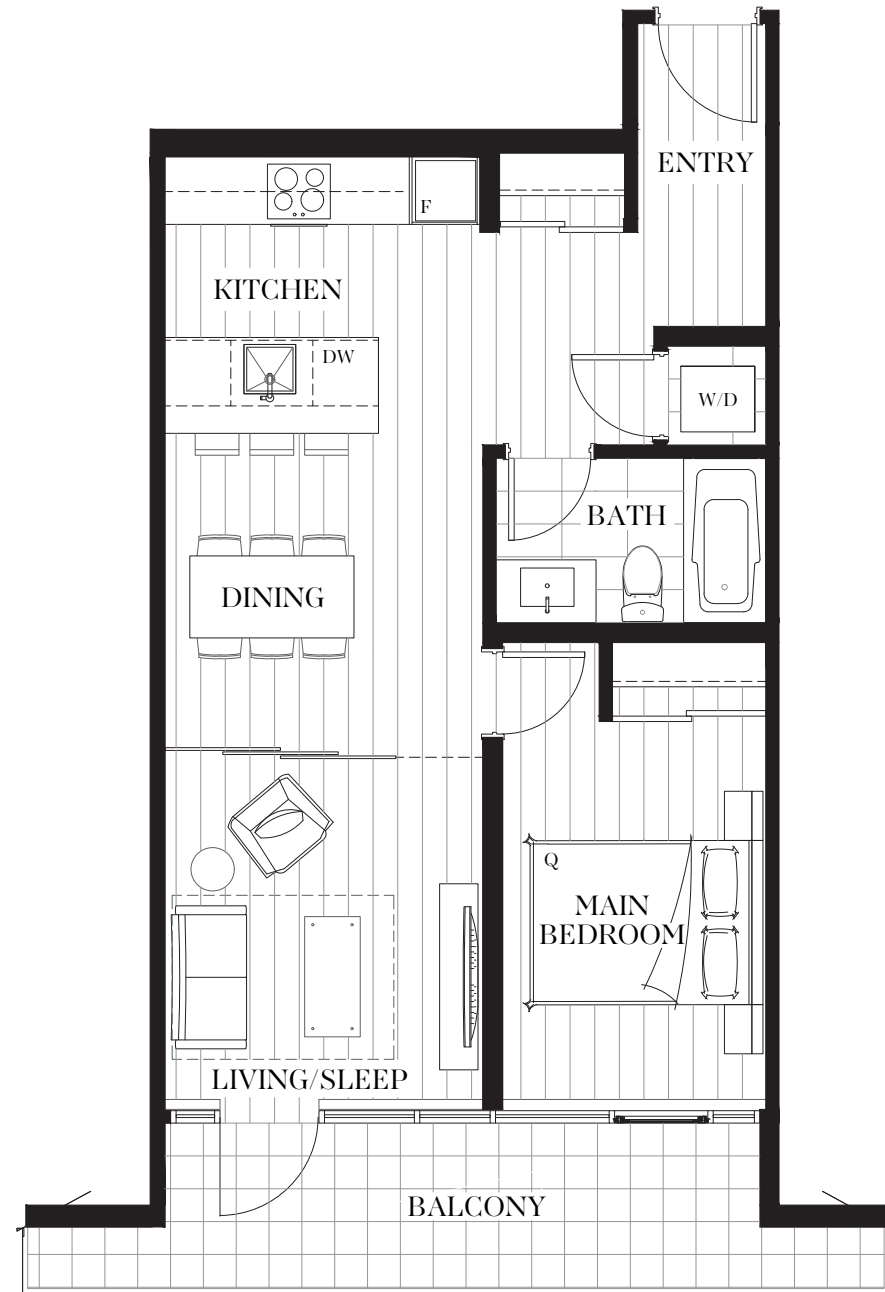 ENTRY
F
KITCHEN
DW
W/D
BATH
DINING
Q
MAIN
BEDROOM
LIVING/SLEEP
BALCONY